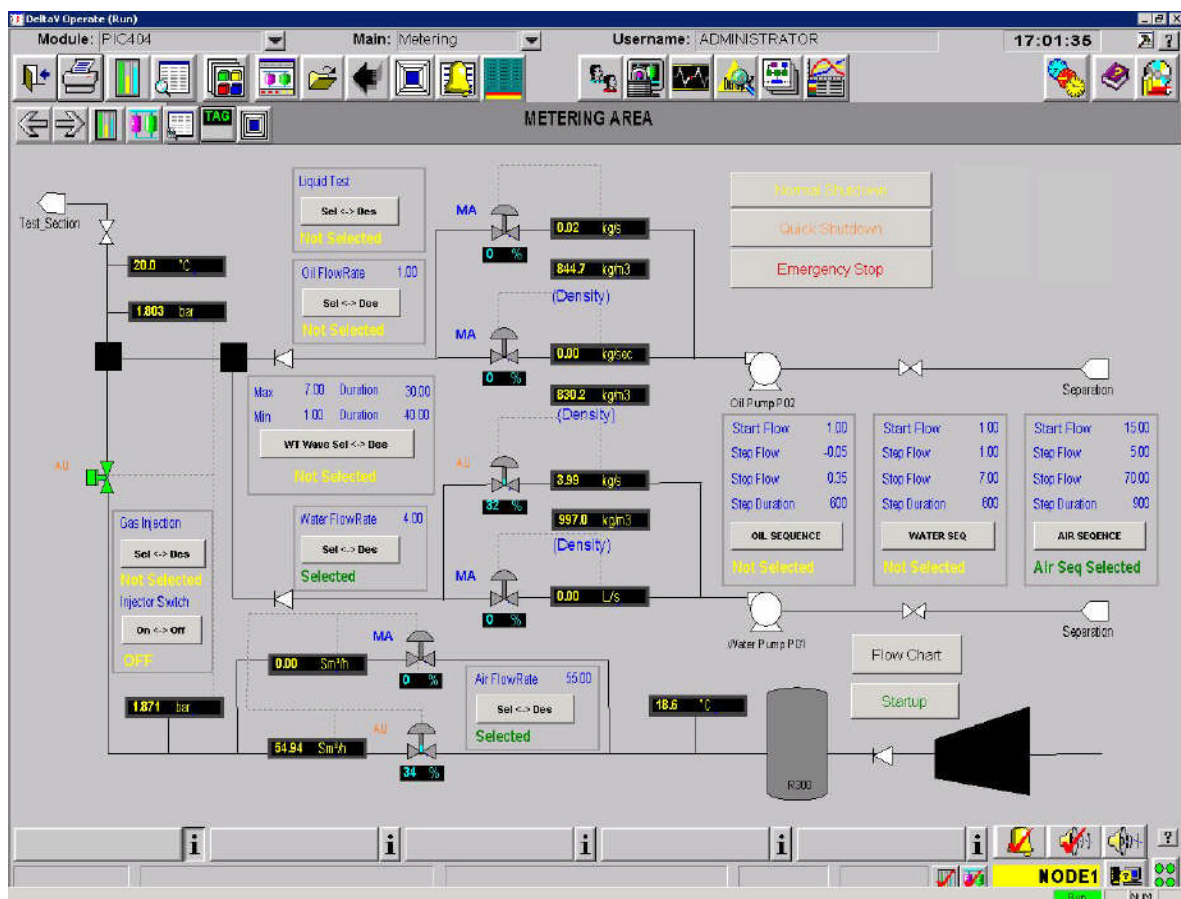 DeltaV Operate (Run)
Module: PIC404 Main: Metering Username: ADMINISTRATOR 17:01:35
TAG
METERING AREA
Test_Section
20.0 °C
1.803 bar
Liquid Test
Sel <-> Des
Not Selected
Oil FlowRate 1.00
Sel <-> Des
Not Selected
Max 7.00 Duration 30.00
Min 1.00 Duration 40.00
WT Wave Sel <-> Des
Not Selected
Water FlowRate 4.00
Sel <-> Des
Selected
AU
Gas Injection
Sel <-> Des
Not Selected
Injector Switch
On <-> Off
OFF
1.871 bar
MA
0 %
0.02 kg/s
844.7 kg/m3
(Density)
MA
0 %
0.00 kg/sec
830.2 kg/m3
(Density)
AU
32 %
3.99 kg/s
997.0 kg/m3
(Density)
MA
0 %
0.00 L/s
MA
0.00 Sm³/h
0 %
AU
54.94 Sm³/h
34 %
Air FlowRate 55.00
Sel <-> Des
Selected
18.6 °C
R300
Normal Shutdown
Quick Shutdown
Emergency Stop
Oil Pump P02
Separation
Start Flow 1.00
Step Flow -0.05
Stop Flow 0.35
Step Duration 600
OIL SEQUENCE
Not Selected
Start Flow 1.00
Step Flow 1.00
Stop Flow 7.00
Step Duration 600
WATER SEQ
Not Selected
Start Flow 15.00
Step Flow 5.00
Stop Flow 70.00
Step Duration 900
AIR SEQENCE
Air Seq Selected
Water Pump P01
Separation
Flow Chart
Startup
NODE1
Run NUM